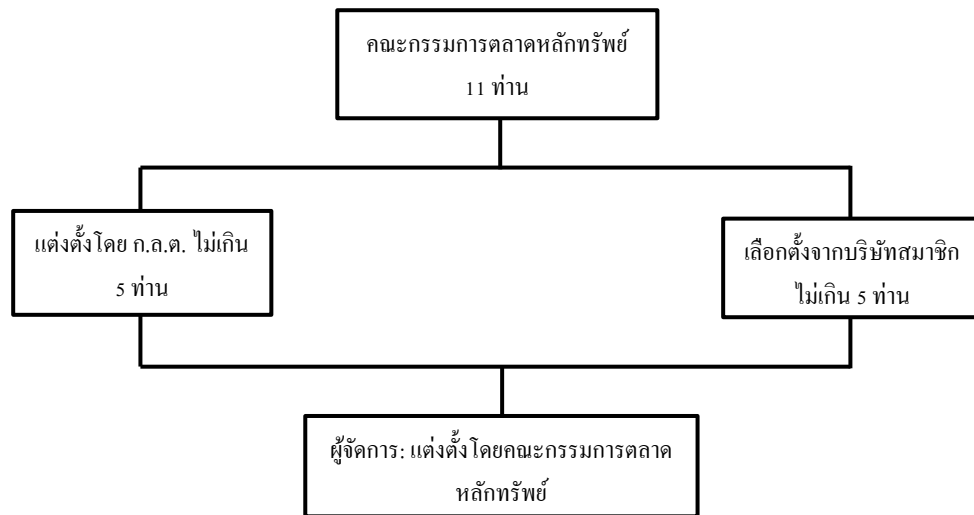 คณะกรรมการตลาดหลักทรัพย์
11 ท่าน
แต่งตั้งโดย ก.ล.ต. ไม่เกิน
5 ท่าน
เลือกตั้งจากบริษัทสมาชิก
ไม่เกิน 5 ท่าน
ผู้จัดการ: แต่งตั้งโดยคณะกรรมการตลาด
หลักทรัพย์